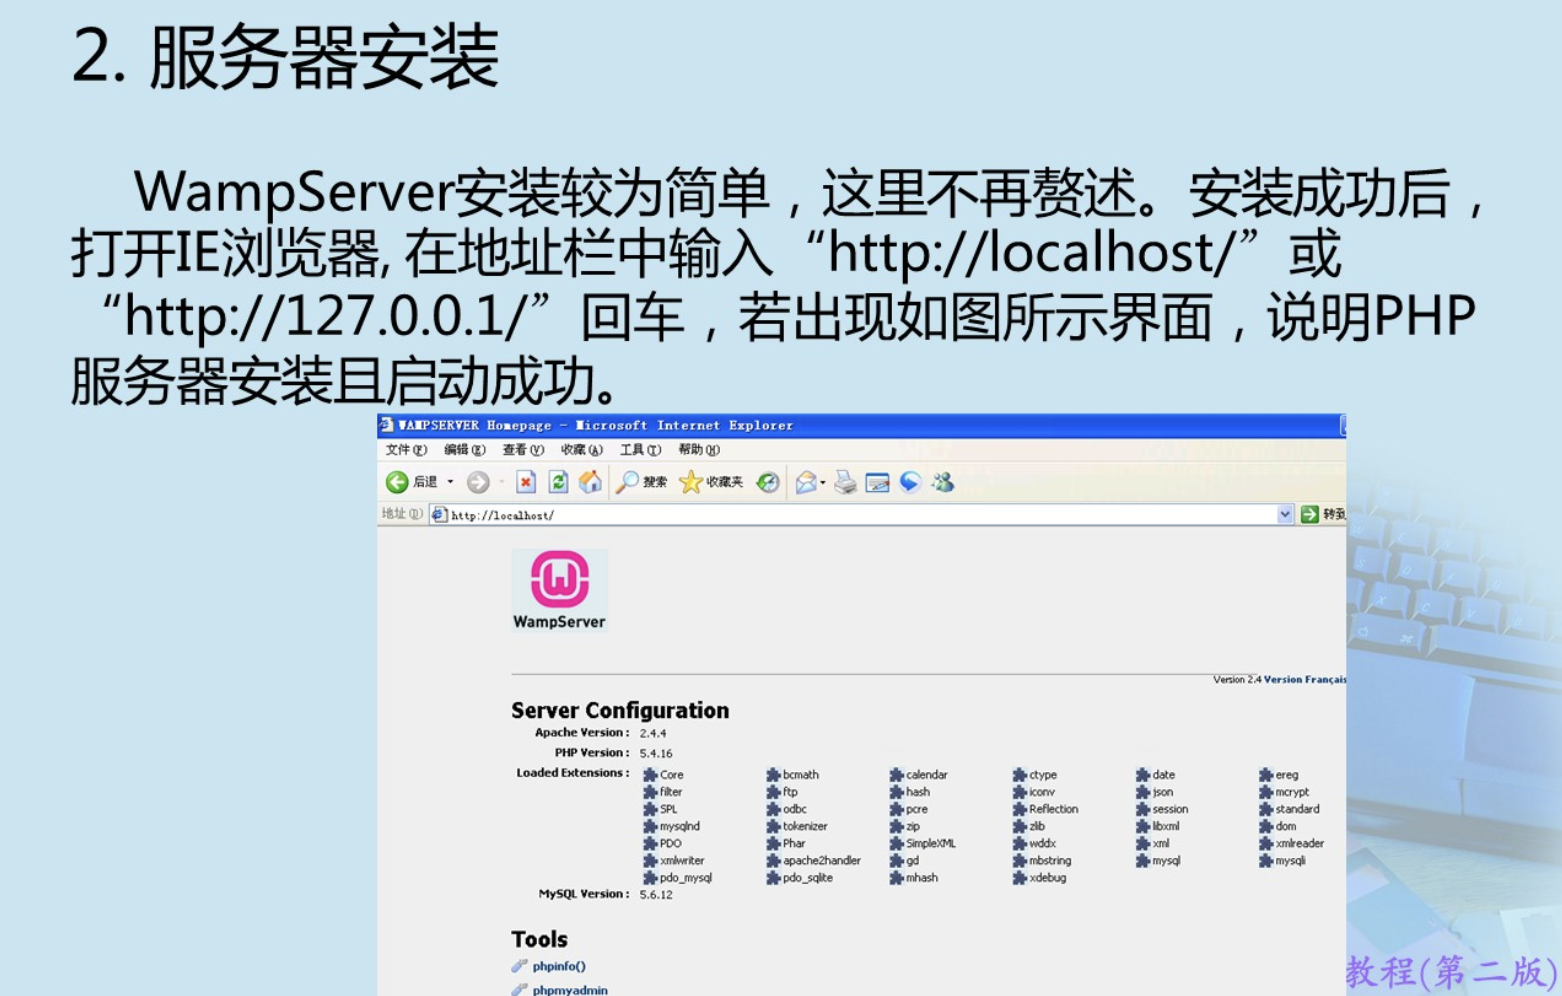 2. 服务器安装
WampServer安装较为简单，这里不再赘述。安装成功后，
打开IE浏览器, 在地址栏中输入“http://localhost/”或
“http://127.0.0.1/”回车，若出现如图所示界面，说明PHP
服务器安装且启动成功。
WAMPSERVER Homepage - Microsoft Internet Explorer
文件(F) 编辑(E) 查看(V) 收藏(A) 工具(T) 帮助(H)
后退 搜索 收藏夹
地址(D) http://localhost/ 转到
WampServer
Version 2.4 Version Français
Server Configuration
Apache Version : 2.4.4
PHP Version : 5.4.16
Loaded Extensions : Core bcmath calendar ctype date ereg
filter ftp hash iconv json mcrypt
SPL odbc pcre Reflection session standard
mysqlnd tokenizer zip zlib libxml dom
PDO Phar SimpleXML wddx xml xmlreader
xmlwriter apache2handler gd mbstring mysql mysqli
pdo_mysql pdo_sqlite mhash xdebug
MySQL Version : 5.6.12
Tools
phpinfo()
phpmyadmin
教程(第二版)